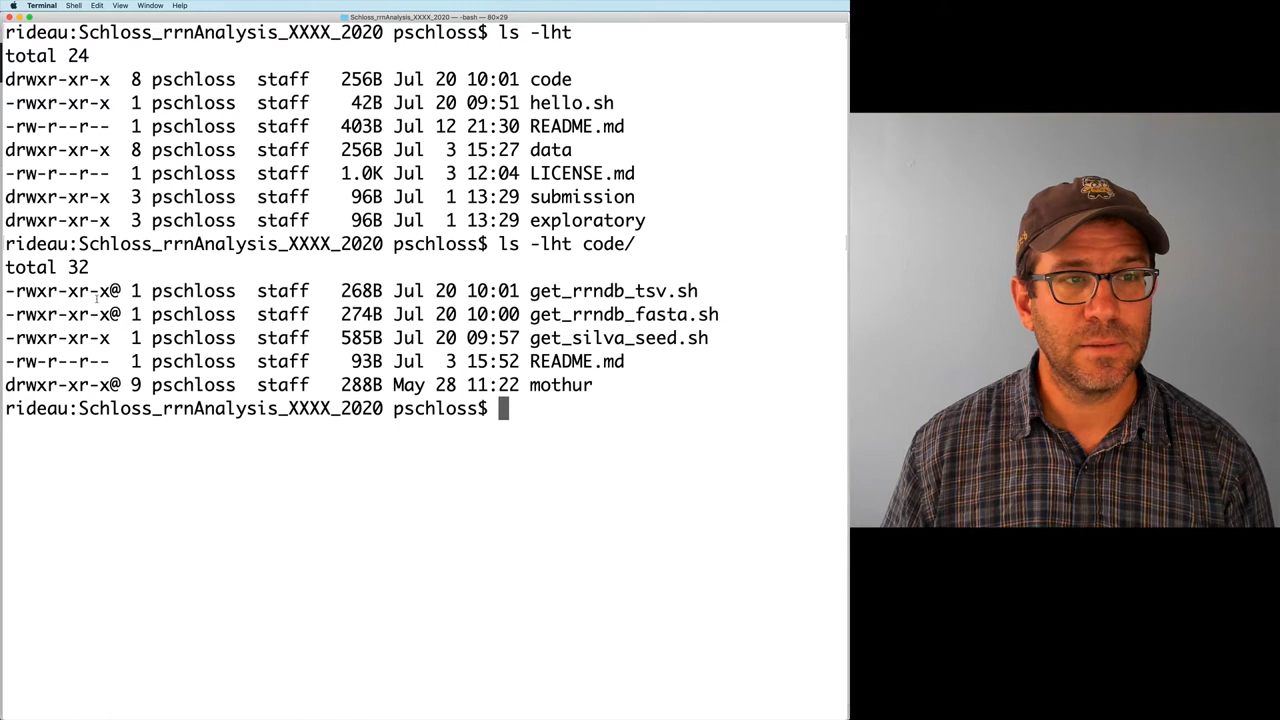 Terminal Shell Edit View Window Help
Schloss_rrnAnalysis_XXXX_2020 — -bash — 80×29
rideau:Schloss_rrnAnalysis_XXXX_2020 pschloss$ ls -lht
total 24
drwxr-xr-x  8 pschloss  staff   256B Jul 20 10:01 code
-rwxr-xr-x  1 pschloss  staff    42B Jul 20 09:51 hello.sh
-rw-r--r--  1 pschloss  staff   403B Jul 12 21:30 README.md
drwxr-xr-x  8 pschloss  staff   256B Jul  3 15:27 data
-rw-r--r--  1 pschloss  staff   1.0K Jul  3 12:04 LICENSE.md
drwxr-xr-x  3 pschloss  staff    96B Jul  1 13:29 submission
drwxr-xr-x  3 pschloss  staff    96B Jul  1 13:29 exploratory
rideau:Schloss_rrnAnalysis_XXXX_2020 pschloss$ ls -lht code/
total 32
-rwxr-xr-x@ 1 pschloss  staff   268B Jul 20 10:01 get_rrndb_tsv.sh
-rwxr-xr-x@ 1 pschloss  staff   274B Jul 20 10:00 get_rrndb_fasta.sh
-rwxr-xr-x  1 pschloss  staff   585B Jul 20 09:57 get_silva_seed.sh
-rw-r--r--  1 pschloss  staff    93B Jul  3 15:52 README.md
drwxr-xr-x@ 9 pschloss  staff   288B May 28 11:22 mothur
rideau:Schloss_rrnAnalysis_XXXX_2020 pschloss$